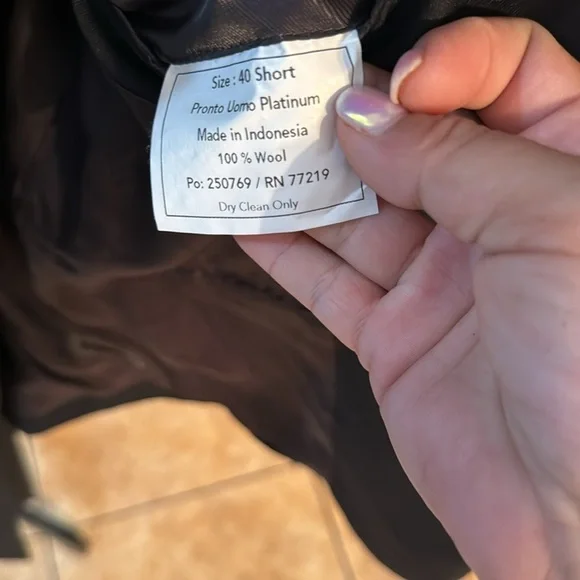 Size : 40 Short
Pronto Uomo Platinum
Made in Indonesia
100 % Wool
Po: 250769 / RN 77219
Dry Clean Only